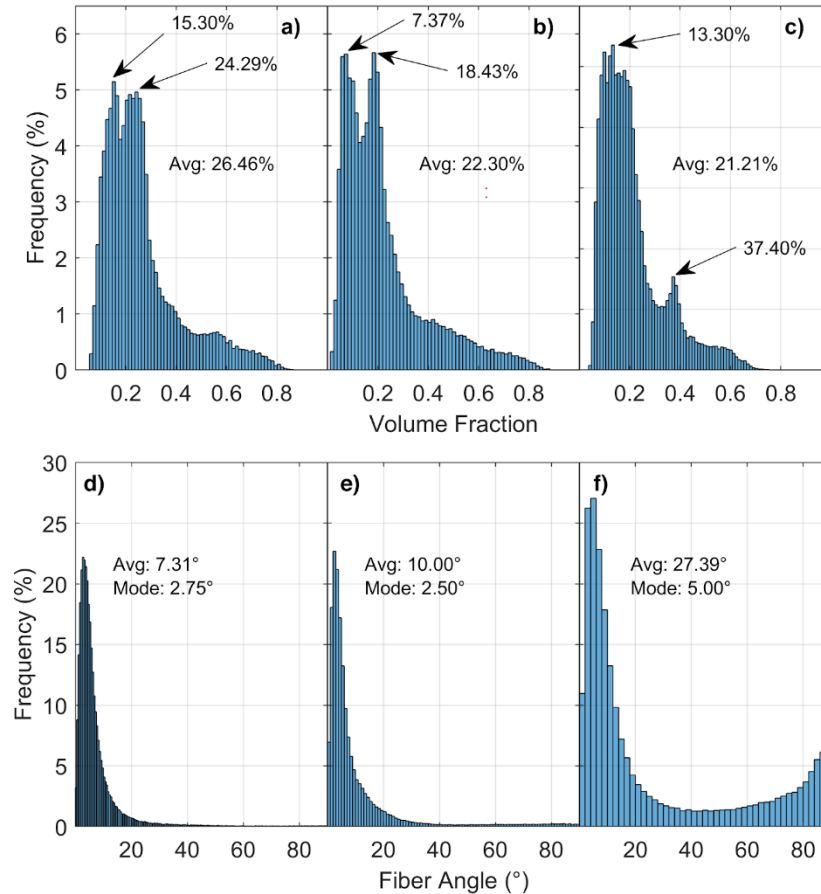 a)
15.30%
24.29%
Avg: 26.46%
b)
7.37%
18.43%
Avg: 22.30%
c)
13.30%
Avg: 21.21%
37.40%
Frequency (%)
6
5
4
3
2
1
0
0.2 0.4 0.6 0.8 0.2 0.4 0.6 0.8 0.2 0.4 0.6 0.8
Volume Fraction
d)
Avg: 7.31°
Mode: 2.75°
e)
Avg: 10.00°
Mode: 2.50°
f)
Avg: 27.39°
Mode: 5.00°
Frequency (%)
30
25
20
15
10
5
0
20 40 60 80 20 40 60 80 20 40 60 80
Fiber Angle (°)